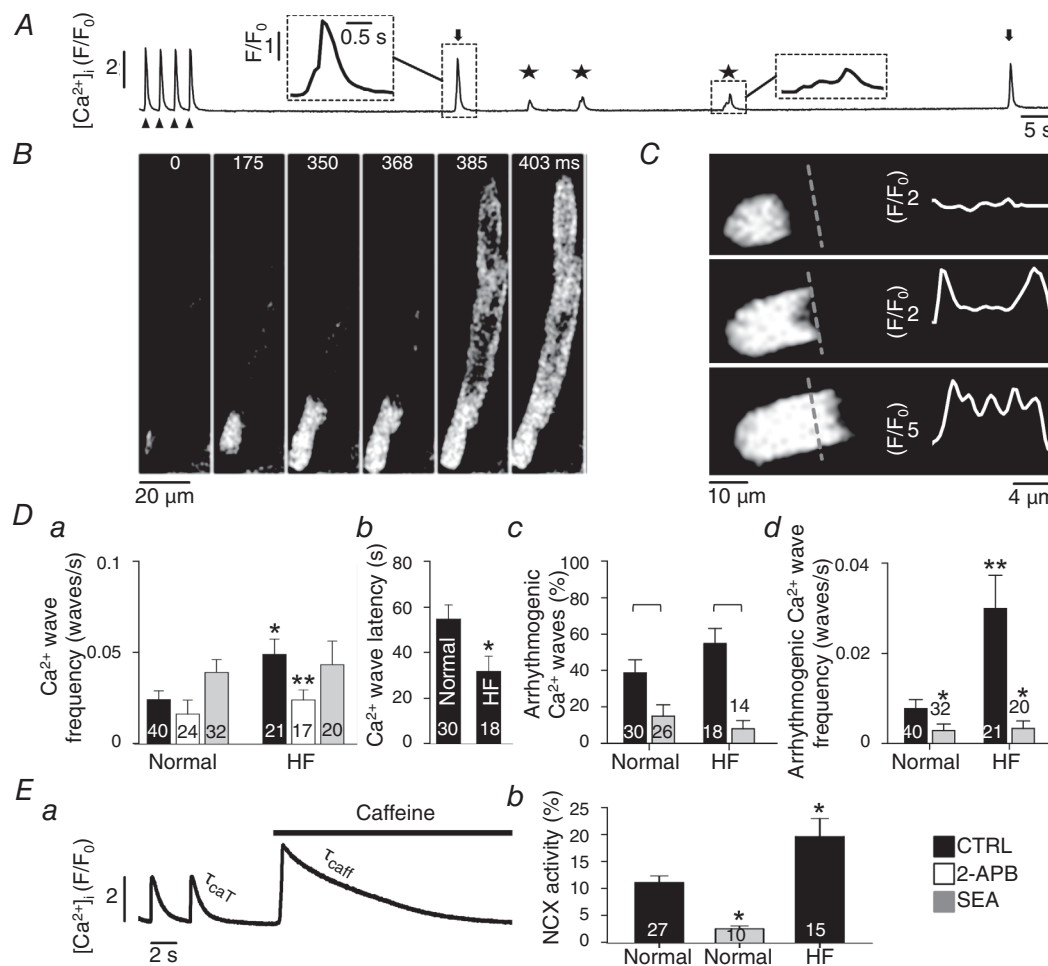 A
[Ca²⁺]ᵢ (F/F₀)
2
F/F₀
1
0.5 s
5 s
B
0 175 350 368 385 403 ms
20 µm
C
(F/F₀)
2
(F/F₀)
2
(F/F₀)
5
10 µm
4 µm
D
a
Ca²⁺ wave
frequency (waves/s)
0.1
0.05
0
40 24 32
* ** 
21 17 20
Normal HF
b
Ca²⁺ wave latency (s)
80
60
40
20
0
Normal
HF
*
30 18
c
Arrhythmogenic
Ca²⁺ waves (%)
100
80
60
40
20
0
30 26 18 14
Normal HF
d
Arrhythmogenic Ca²⁺ wave
frequency (waves/s)
0.04
0.002
0
**
* *
40 32 21 20
Normal HF
E
a
[Ca²⁺]ᵢ (F/F₀)
2
2 s
τCaT
Caffeine
τcaff
b
NCX activity (%)
25
20
15
10
5
0
* *
27 10 15
Normal Normal HF
CTRL
2-APB
SEA